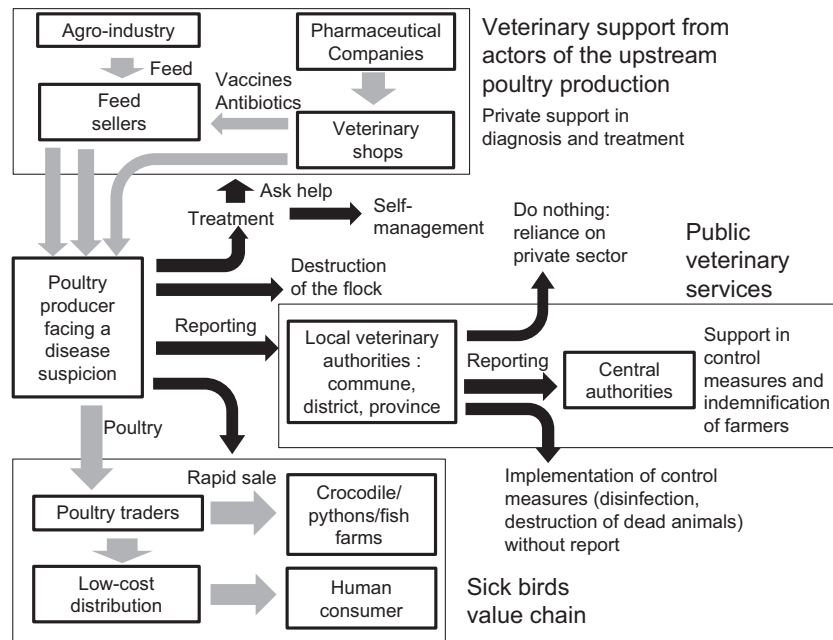 Agro-industry
Pharmaceutical
Companies
Veterinary support from
actors of the upstream
poultry production
Feed
Vaccines
Antibiotics
Feed
sellers
Veterinary
shops
Private support in
diagnosis and treatment
Ask help
Treatment
Self-
management
Do nothing:
reliance on
private sector
Public
veterinary
services
Poultry
producer
facing a
disease
suspicion
Destruction
of the flock
Reporting
Local veterinary
authorities :
commune,
district, province
Reporting
Central
authorities
Support in
control
measures and
indemnification
of farmers
Poultry
Rapid sale
Poultry traders
Crocodile/
pythons/fish
farms
Implementation of control
measures (disinfection,
destruction of dead animals)
without report
Low-cost
distribution
Human
consumer
Sick birds
value chain